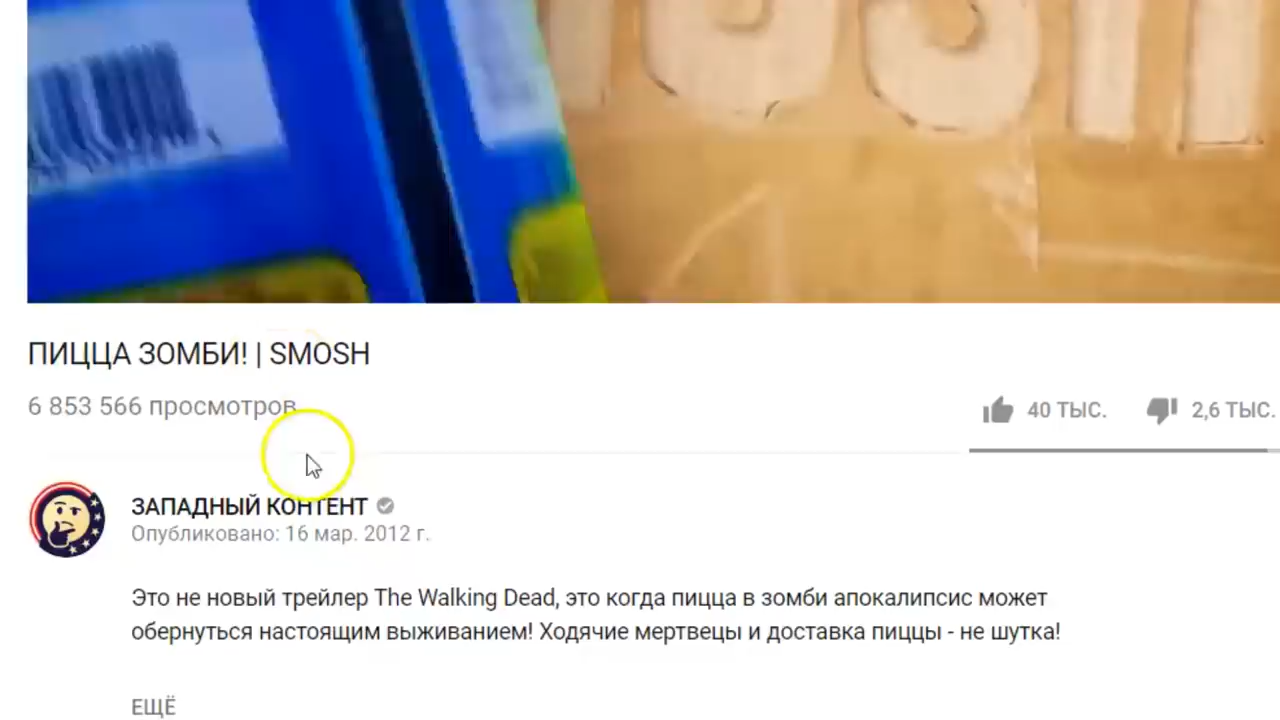 ПИЦЦА ЗОМБИ! | SMOSH
6 853 566 просмотров
40 ТЫС.
2,6 ТЫС.
ЗАПАДНЫЙ КОНТЕНТ
Опубликовано: 16 мар. 2012 г.
Это не новый трейлер The Walking Dead, это когда пицца в зомби апокалипсис может
обернуться настоящим выживанием! Ходячие мертвецы и доставка пиццы - не шутка!
ЕЩЁ